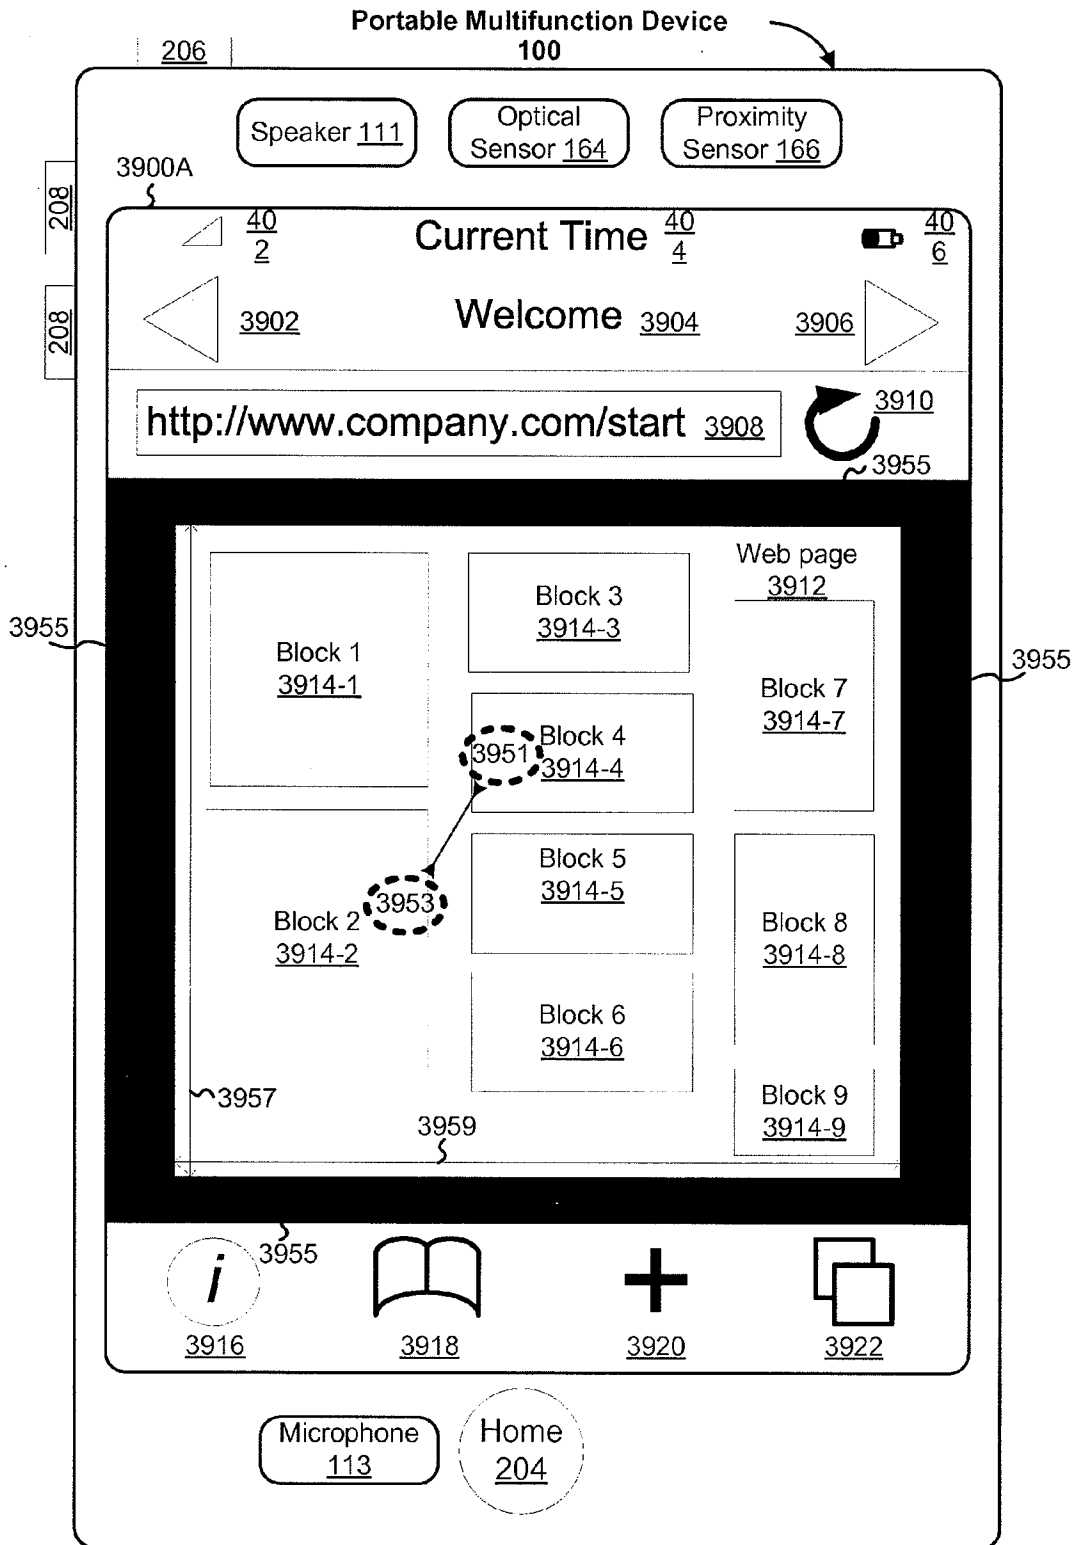 Portable Multifunction Device
100
206
Speaker 111
Optical
Sensor 164
Proximity
Sensor 166
3900A
208
208
40
2
Current Time
40
4
40
6
3902
Welcome 3904
3906
http://www.company.com/start 3908
3910
3955
Web page
3912
3955
3955
Block 1
3914-1
Block 3
3914-3
Block 7
3914-7
3951
Block 4
3914-4
Block 5
3914-5
3953
Block 2
3914-2
Block 8
3914-8
Block 6
3914-6
3957
Block 9
3914-9
3959
3955
i
3916
3918
3920
3922
Microphone
113
Home
204